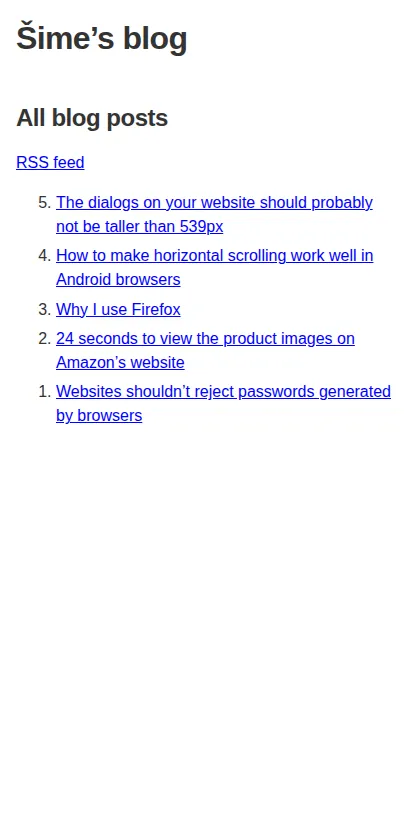 Šime’s blog
All blog posts
RSS feed
5. The dialogs on your website should probably
not be taller than 539px
4. How to make horizontal scrolling work well in
Android browsers
3. Why I use Firefox
2. 24 seconds to view the product images on
Amazon’s website
1. Websites shouldn’t reject passwords generated
by browsers